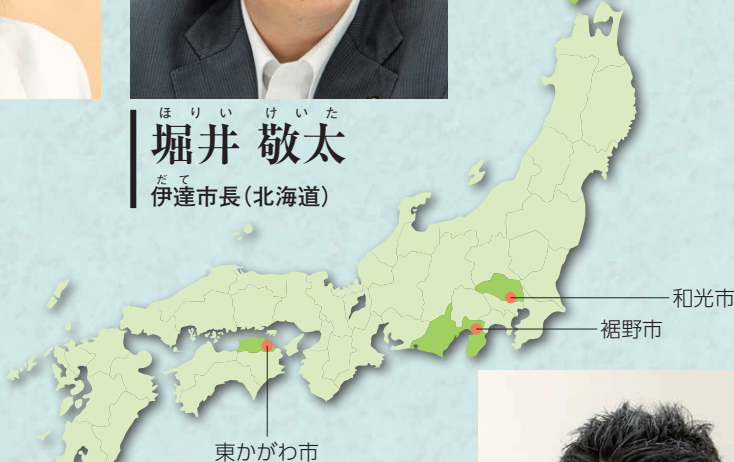 ほりい けいた
堀井 敬太
だて
伊達市長(北海道)
和光市
裾野市
東かがわ市